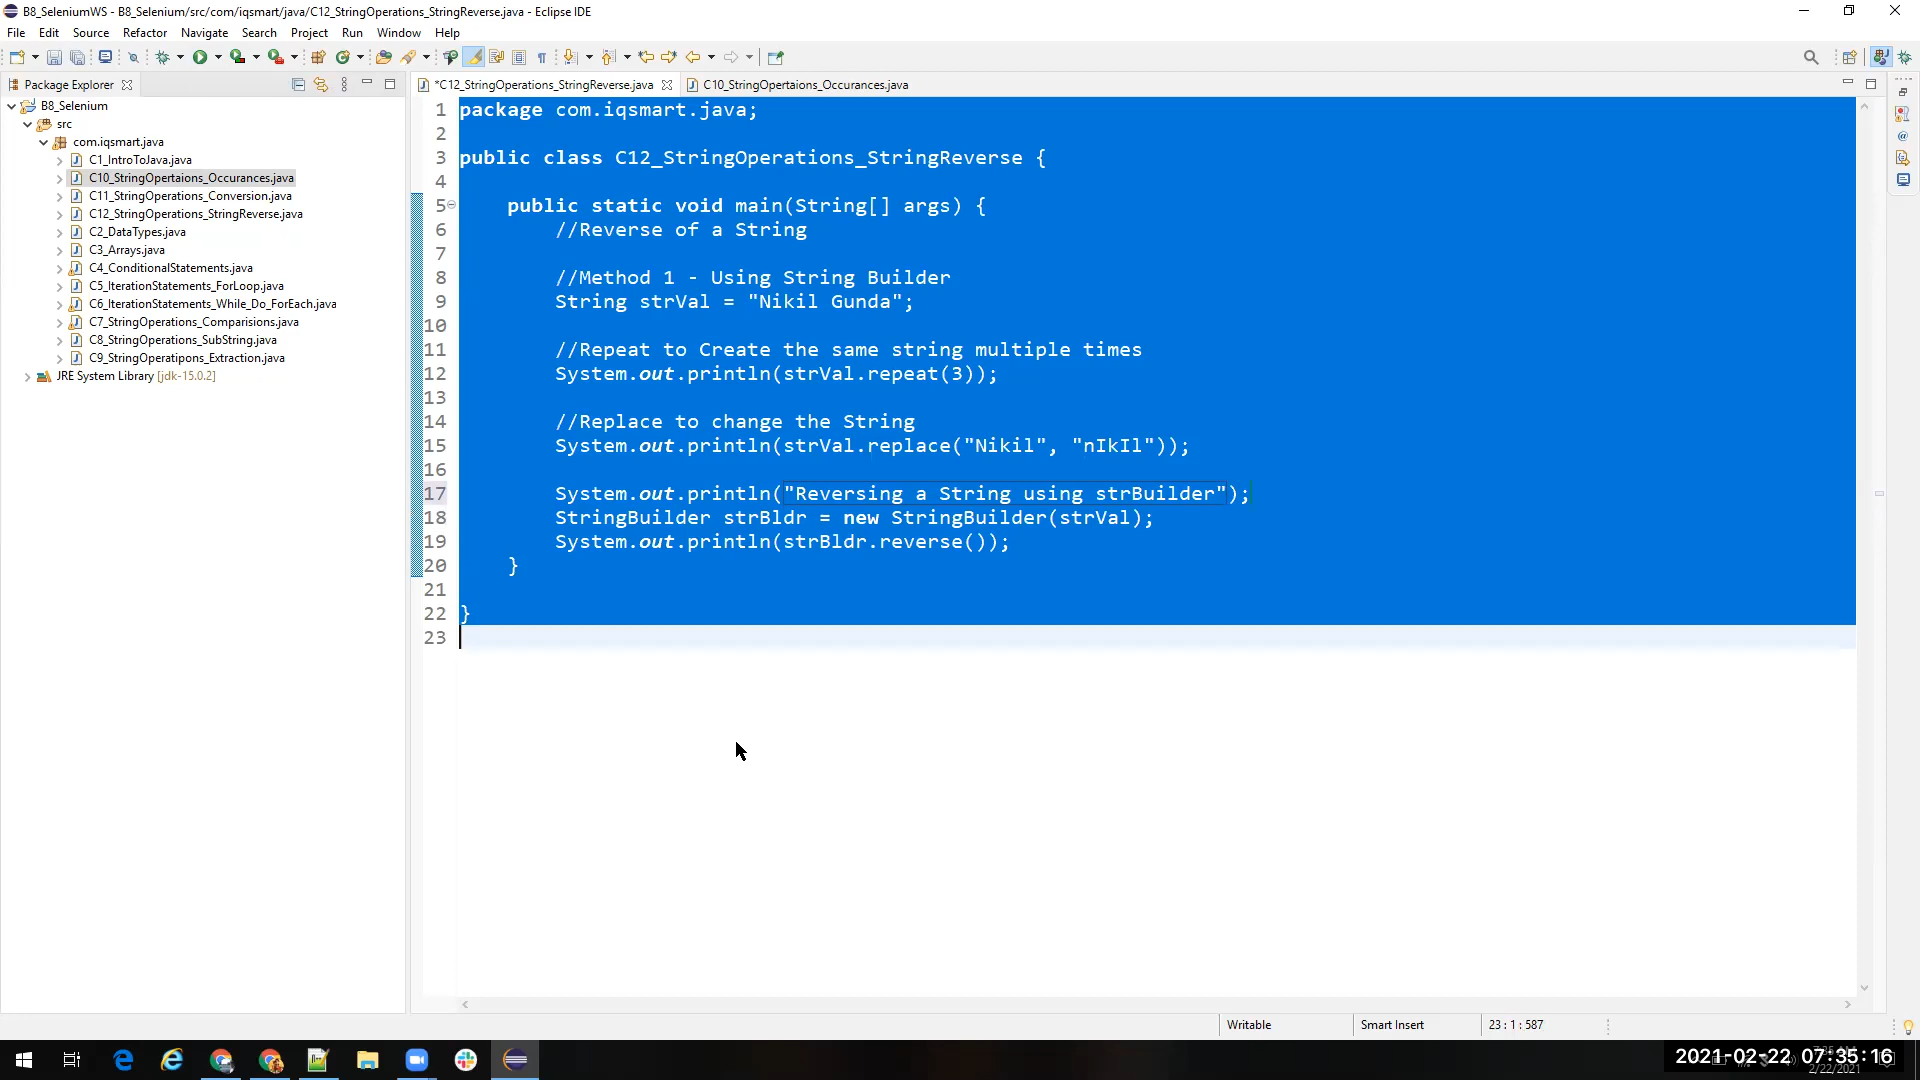 B8_SeleniumWS - B8_Selenium/src/com/iqsmart/java/C12_StringOperations_StringReverse.java - Eclipse IDE
File Edit Source Refactor Navigate Search Project Run Window Help
Package Explorer
*C12_StringOperations_StringReverse.java
C10_StringOpertaions_Occurances.java
B8_Selenium
src
com.iqsmart.java
C1_IntroToJava.java
C10_StringOpertaions_Occurances.java
C11_StringOperations_Conversion.java
C12_StringOperations_StringReverse.java
C2_DataTypes.java
C3_Arrays.java
C4_ConditionalStatements.java
C5_IterationStatements_ForLoop.java
C6_IterationStatements_While_Do_ForEach.java
C7_StringOperations_Comparisions.java
C8_StringOperations_SubString.java
C9_StringOperatipons_Extraction.java
JRE System Library [jdk-15.0.2]
1 package com.iqsmart.java;
2
3 public class C12_StringOperations_StringReverse {
4
5 public static void main(String[] args) {
6 //Reverse of a String
7
8 //Method 1 - Using String Builder
9 String strVal = "Nikil Gunda";
10
11 //Repeat to Create the same string multiple times
12 System.out.println(strVal.repeat(3));
13
14 //Replace to change the String
15 System.out.println(strVal.replace("Nikil", "nIkIl"));
16
17 System.out.println("Reversing a String using strBuilder");
18 StringBuilder strBldr = new StringBuilder(strVal);
19 System.out.println(strBldr.reverse());
20 }
21
22 }
23
Writable Smart Insert 23 : 1 : 587
2021-02-22 07:35:16
2/22/2021